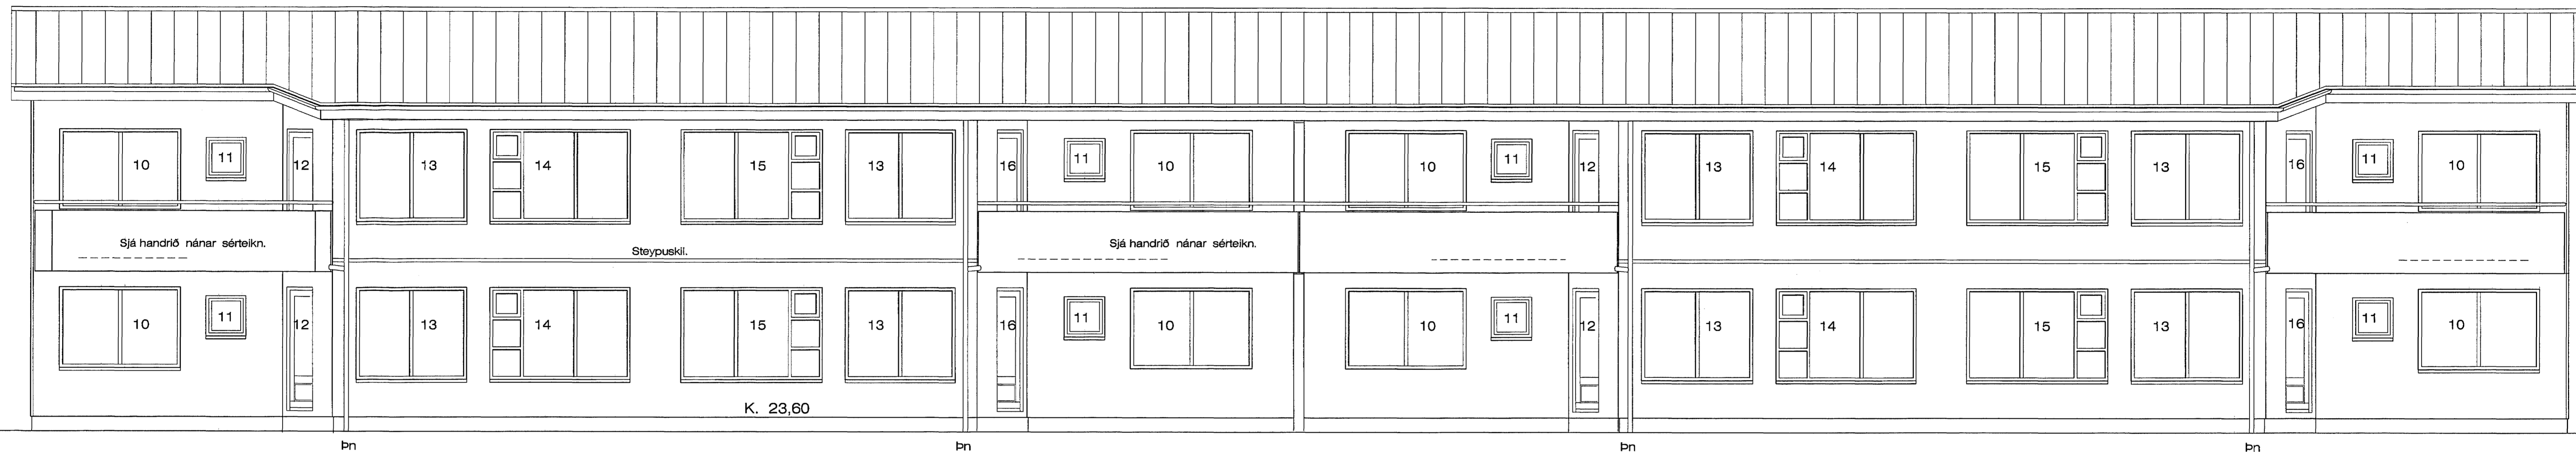 10 11 12 13 14 15 13 16 11 10 10 11 12 13 14 15 13 16 11 10
Sjá handrið nánar sérteikn. Steypuskil. Sjá handrið nánar sérteikn.
10 11 12 13 14 15 13 16 11 10 10 11 12 13 14 15 13 16 11 10
K. 23,60
Þn Þn Þn Þn